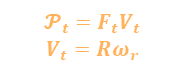 𝒫ₜ = FₜVₜ
Vₜ = Rωᵣ